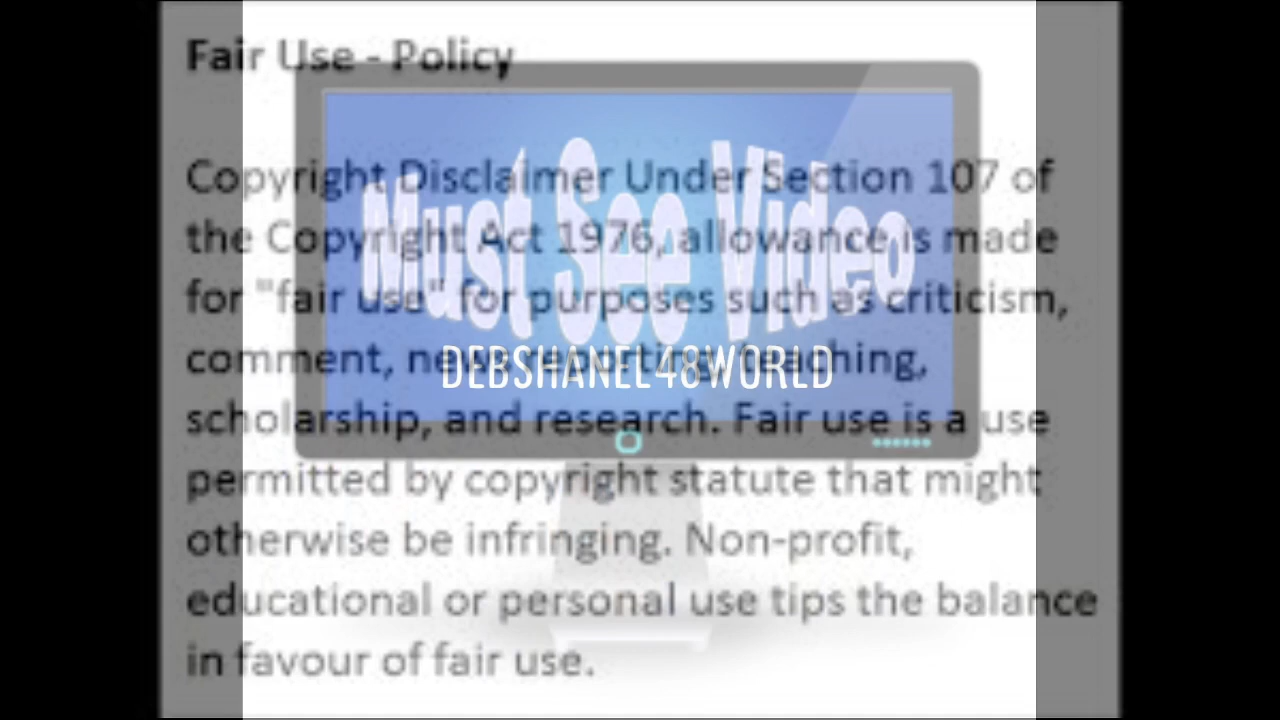 Fair Use - Policy
Copyright Disclaimer Under Section 107 of
the Copyright Act 1976, allowance is made
for "fair use" for purposes such as criticism,
comment, news reporting, teaching,
scholarship, and research. Fair use is a use
permitted by copyright statute that might
otherwise be infringing. Non-profit,
educational or personal use tips the balance
in favour of fair use.
Must See Video
DEBSHANEL48WORLD